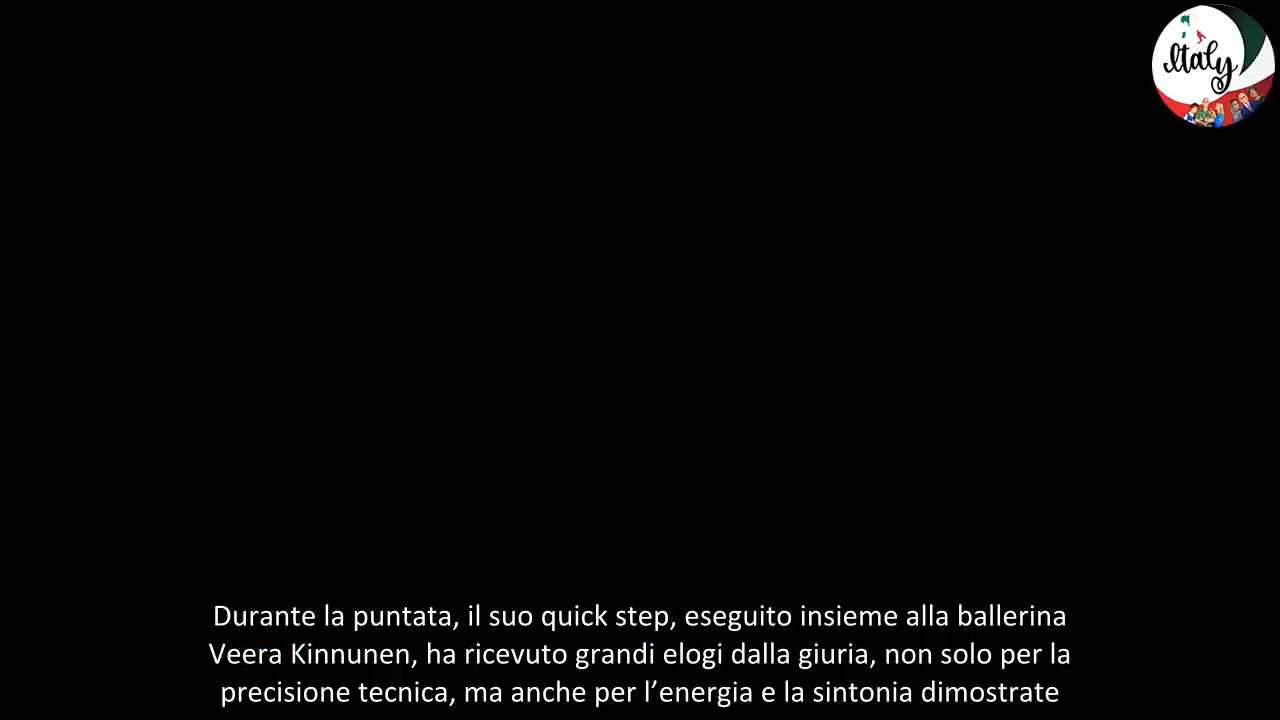 Italy
Durante la puntata, il suo quick step, eseguito insieme alla ballerina
Veera Kinnunen, ha ricevuto grandi elogi dalla giuria, non solo per la
precisione tecnica, ma anche per l’energia e la sintonia dimostrate